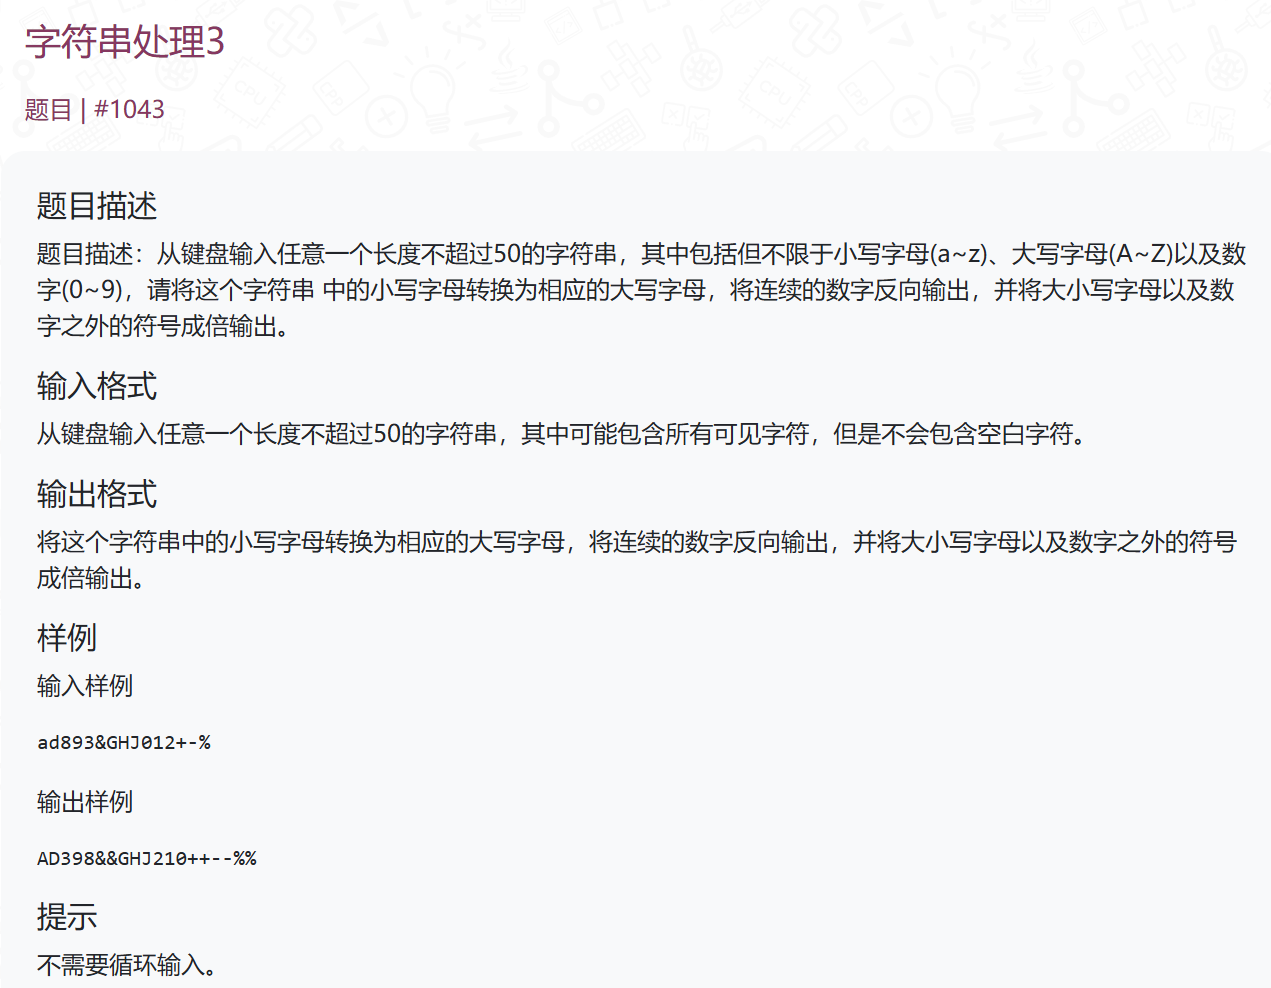 字符串处理3
题目 | #1043
题目描述
题目描述：从键盘输入任意一个长度不超过50的字符串，其中包括但不限于小写字母(a~z)、大写字母(A~Z)以及数
字(0~9)，请将这个字符串 中的小写字母转换为相应的大写字母，将连续的数字反向输出，并将大小写字母以及数
字之外的符号成倍输出。
输入格式
从键盘输入任意一个长度不超过50的字符串，其中可能包含所有可见字符，但是不会包含空白字符。
输出格式
将这个字符串中的小写字母转换为相应的大写字母，将连续的数字反向输出，并将大小写字母以及数字之外的符号
成倍输出。
样例
输入样例
ad893&GHJ012+-%
输出样例
AD398&&GHJ210++--%%
提示
不需要循环输入。